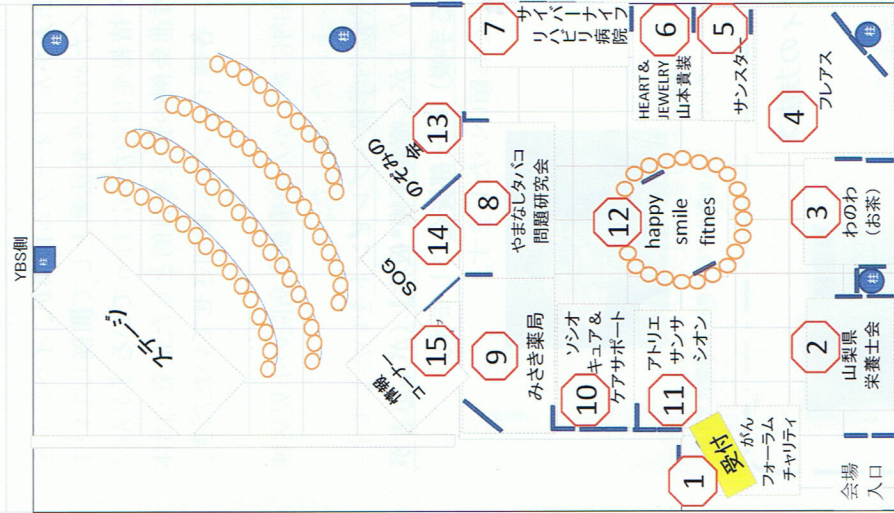 YBS側
柱
柱
柱
ステージ
情報
コーナー
15
SOG
14
のぞみの
会
13
7
サイバーナイフ
リハビリ
病院
6
HEART &
JEWELRY
山本貴装
5
サンスター
4
フレアス
柱
8
やまなしタバコ
問題研究会
12
happy
smile
fitnes
3
わのわ
(お茶)
9
みさき薬局
10
ソシオ
キュア＆
ケアサポート
11
アトリエ
サンサ
シオン
柱
2
山梨県
栄養士会
1
受付
がん
フォーラム
チャリティ
会場
入口